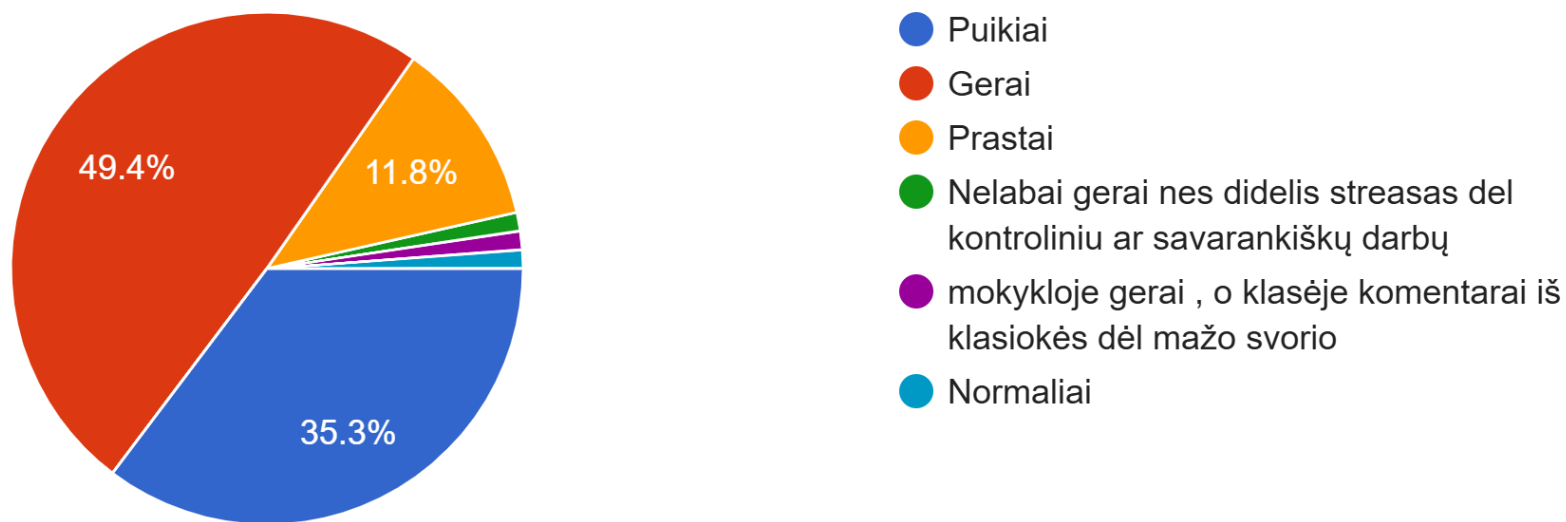 49.4%
11.8%
35.3%
Puikiai
Gerai
Prastai
Nelabai gerai nes didelis streasas del
kontroliniu ar savarankiškų darbų
mokykloje gerai , o klasėje komentarai iš
klasiokės dėl mažo svorio
Normaliai